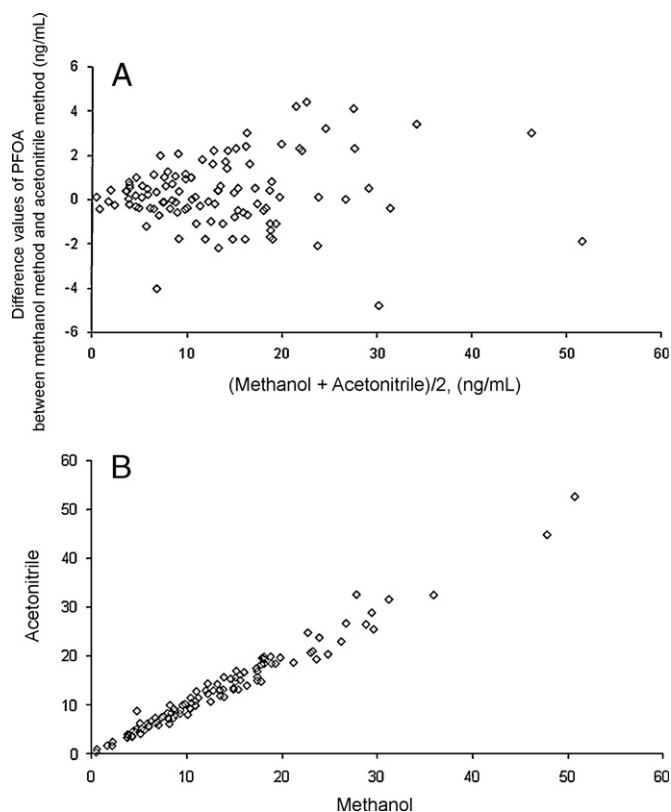 A
Difference values of PFOA
between methanol method and acetonitrile method (ng/mL)
6
4
2
0
-2
-4
-6
0 10 20 30 40 50 60
(Methanol + Acetonitrile)/2, (ng/mL)
B
Acetonitrile
60
50
40
30
20
10
0
0 10 20 30 40 50 60
Methanol